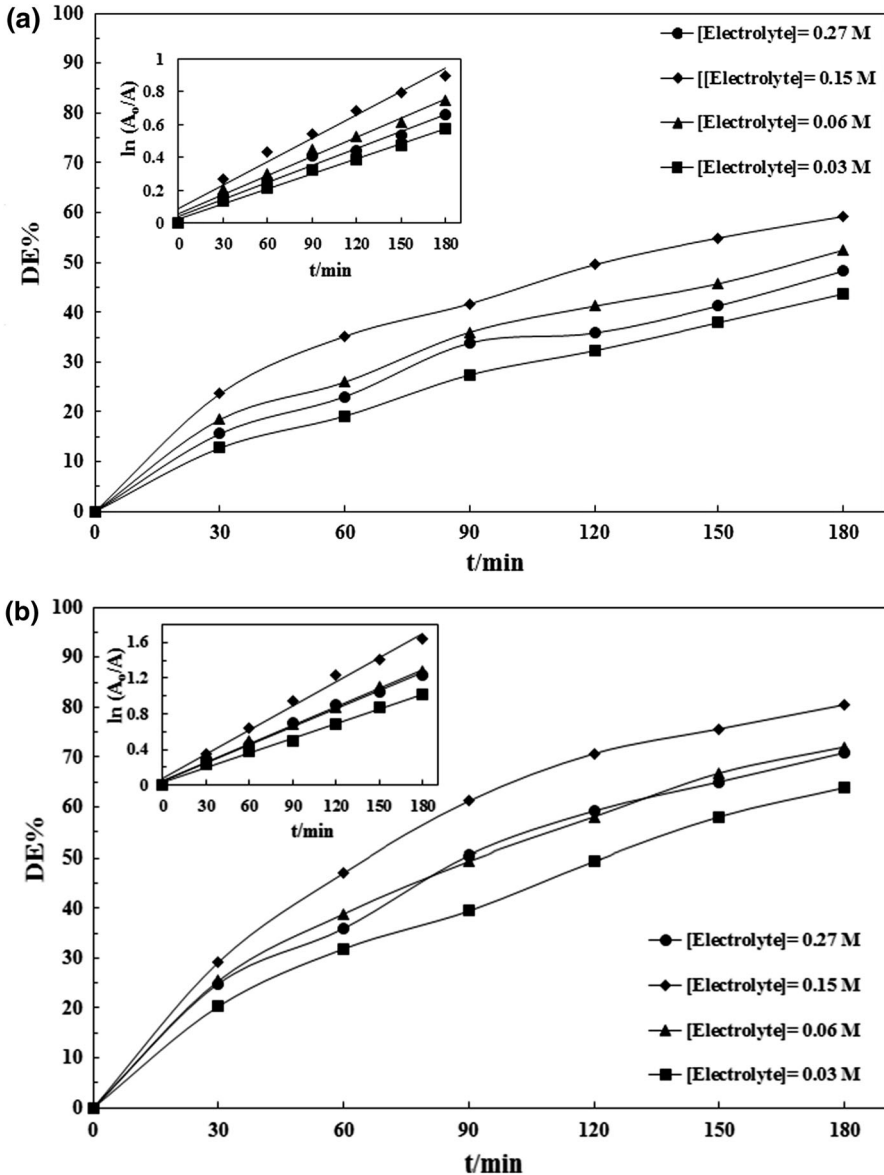 (a)
100
90
80
70
60
50
40
30
20
10
0
DE%
0 30 60 90 120 150 180
t/min
[Electrolyte]= 0.27 M
[[Electrolyte]= 0.15 M
[Electrolyte]= 0.06 M
[Electrolyte]= 0.03 M
1
0.8
0.6
0.4
0.2
0
ln (Ao/A)
0 30 60 90 120 150 180
t/min
(b)
100
90
80
70
60
50
40
30
20
10
0
DE%
0 30 60 90 120 150 180
t/min
1.6
1.2
0.8
0.4
0
ln (Ao/A)
0 30 60 90 120 150 180
t/min
[Electrolyte]= 0.27 M
[Electrolyte]= 0.15 M
[Electrolyte]= 0.06 M
[Electrolyte]= 0.03 M